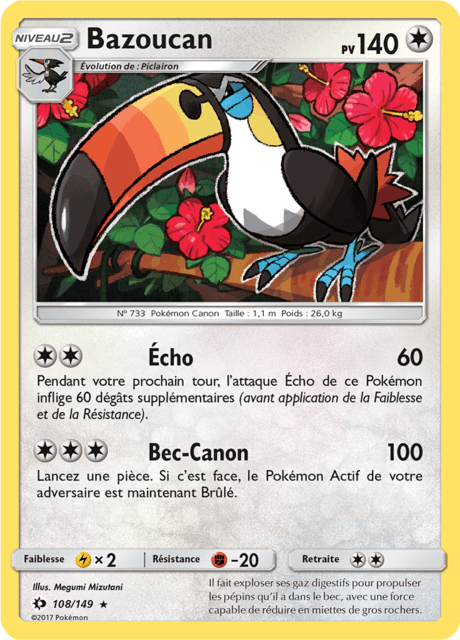 NIVEAU 2
Bazoucan
PV 140
Évolution de : Piclairon
Nº 733 Pokémon Canon Taille : 1,1 m Poids : 26,0 kg
Écho 60
Pendant votre prochain tour, l'attaque Écho de ce Pokémon
inflige 60 dégâts supplémentaires (avant application de la Faiblesse
et de la Résistance).
Bec-Canon 100
Lancez une pièce. Si c'est face, le Pokémon Actif de votre
adversaire est maintenant Brûlé.
Faiblesse ×2 Résistance -20 Retraite
Illus. Megumi Mizutani
108/149 ★
©2017 Pokémon
Il fait exploser ses gaz digestifs pour propulser
les pépins qu'il a dans le bec, avec une force
capable de réduire en miettes de gros rochers.